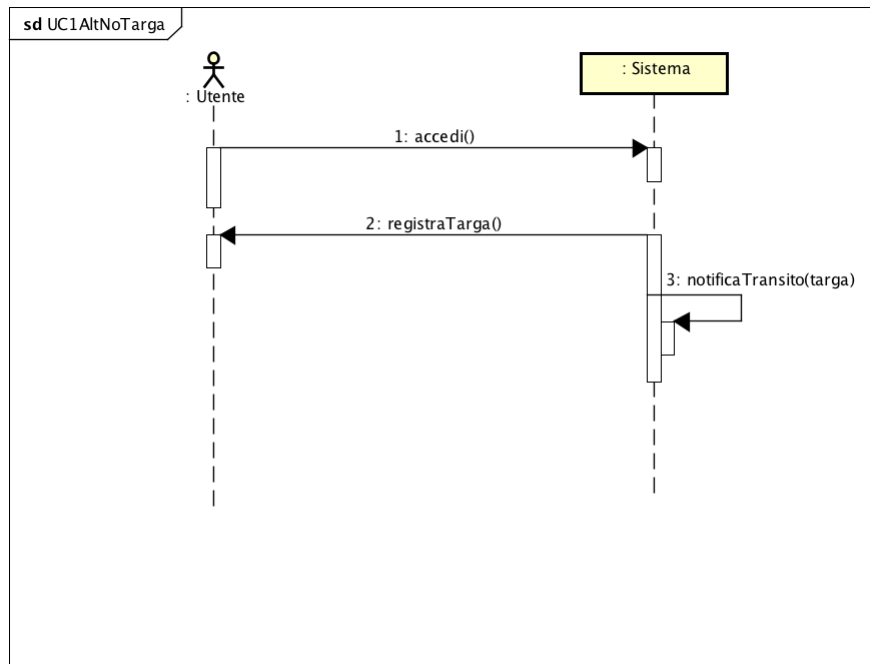 sd UC1AltNoTarga
: Utente
: Sistema
1: accedi()
2: registraTarga()
3: notificaTransito(targa)